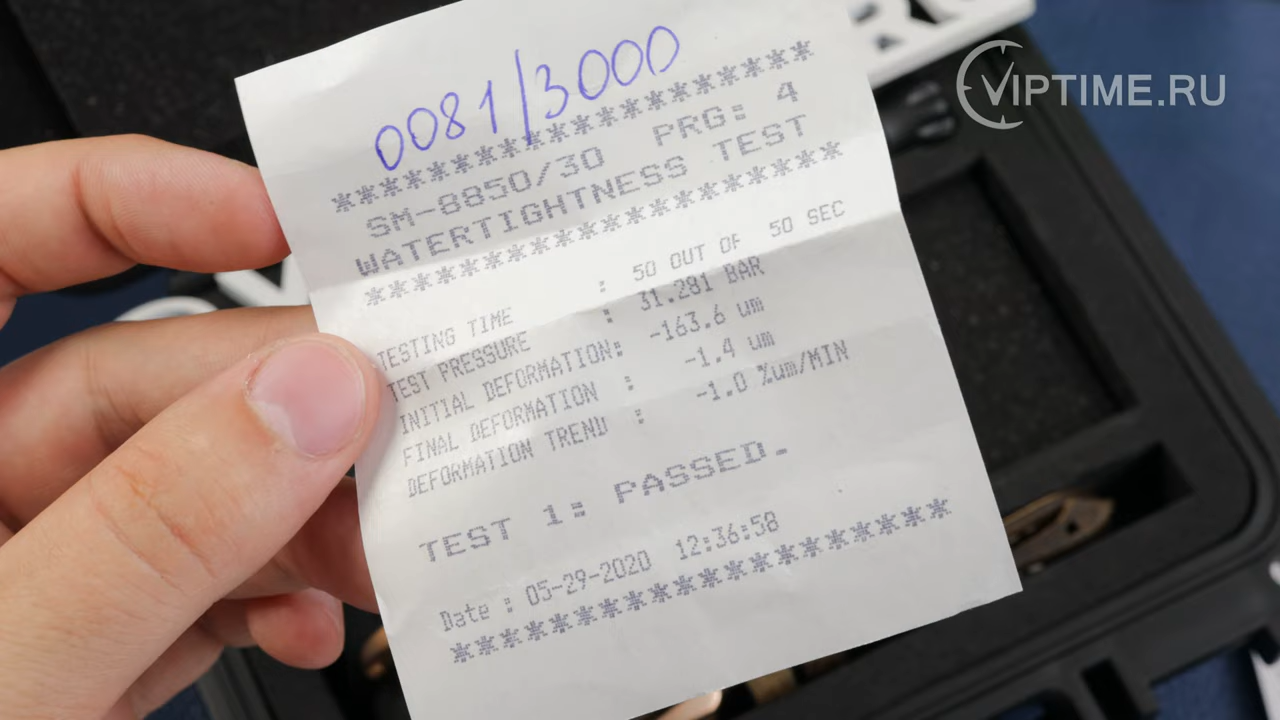 VIPTIME.RU
0081/3000
***********************
SM-8850/30 PRG: 4
WATERTIGHTNESS TEST
***********************
TESTING TIME : 50 OUT OF 50 SEC
TEST PRESSURE : 31.281 BAR
INITIAL DEFORMATION: -163.6 um
FINAL DEFORMATION : -1.4 um
DEFORMATION TREND : -1.0 %um/MIN
TEST 1: PASSED.
Date : 05-29-2020 12:36:58
***********************